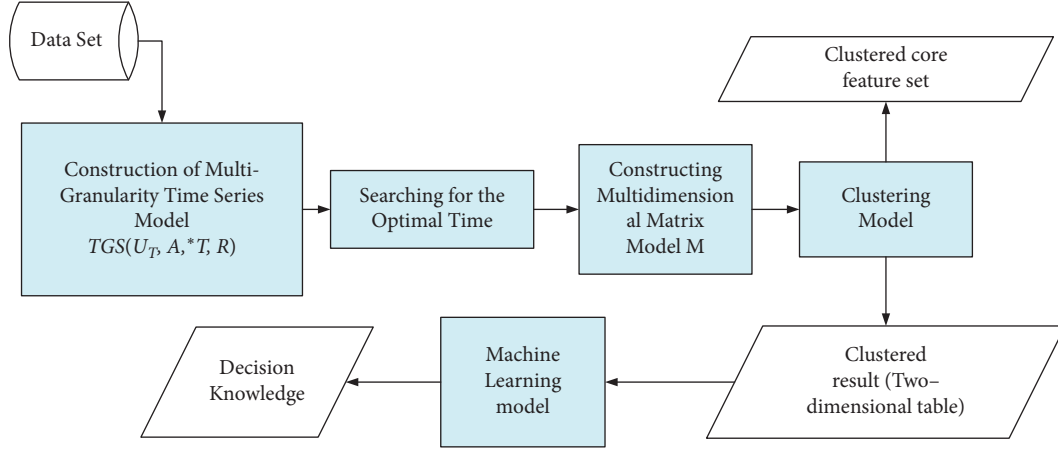 Data Set
Clustered core
feature set
Construction of Multi-
Granularity Time Series
Model
TGS(U_T, A,*T, R)
Searching for the
Optimal Time
Constructing
Multidimension
al Matrix
Model M
Clustering
Model
Decision
Knowledge
Machine
Learning
model
Clustered
result (Two–
dimensional table)